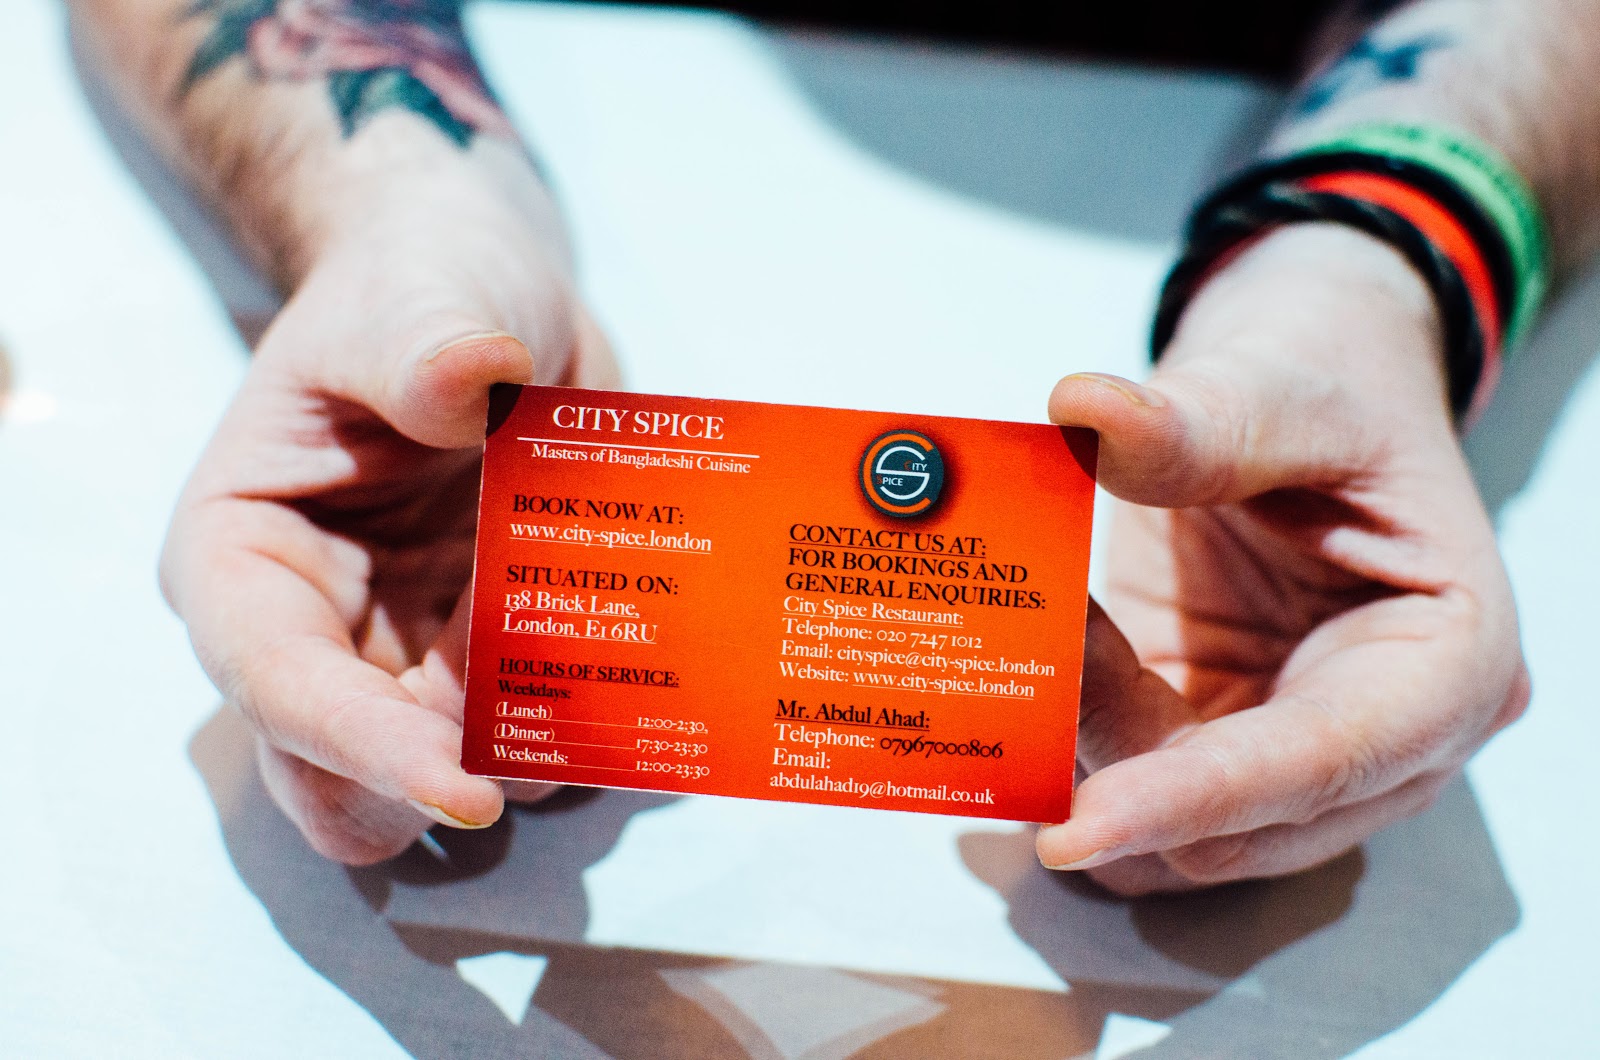 CITY SPICE
Masters of Bangladeshi Cuisine
BOOK NOW AT:
www.city-spice.london
SITUATED ON:
138 Brick Lane,
London, E1 6RU
HOURS OF SERVICE:
Weekdays:
(Lunch) 12:00-2:30,
(Dinner) 17:30-23:30
Weekends: 12:00-23:30
CITY
SPICE
CONTACT US AT:
FOR BOOKINGS AND
GENERAL ENQUIRIES:
City Spice Restaurant:
Telephone: 020 7247 1012
Email: cityspice@city-spice.london
Website: www.city-spice.london
Mr. Abdul Ahad:
Telephone: 07967000806
Email:
abdulahad19@hotmail.co.uk